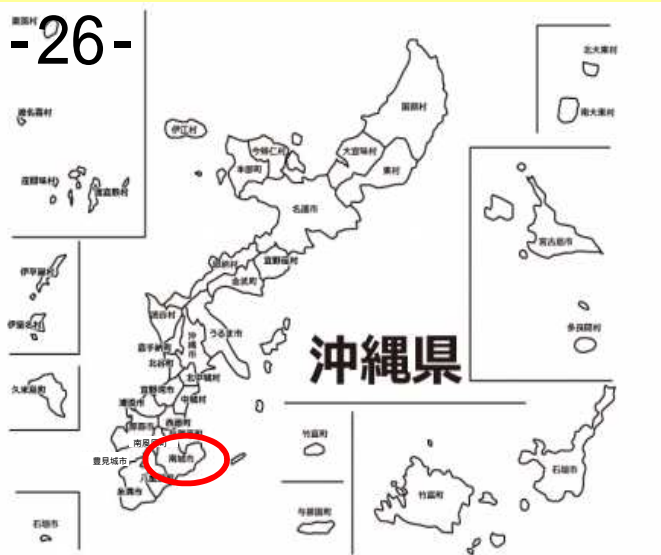 -26-
粟国村
渡名喜村
座間味村
渡嘉敷村
伊平屋村
伊是名村
久米島町
石垣市
伊江村
今帰仁村
本部町
国頭村
大宜味村
東村
名護市
恩納村
宜野座村
金武町
読谷村
うるま市
沖縄市
嘉手納町
北谷町
北中城村
宜野湾市
中城村
浦添市
西原町
那覇市
南風原町
豊見城市
南城市
糸満市
沖縄県
北大東村
南大東村
宮古島市
多良間村
竹富町
与那国町
竹富町
石垣市